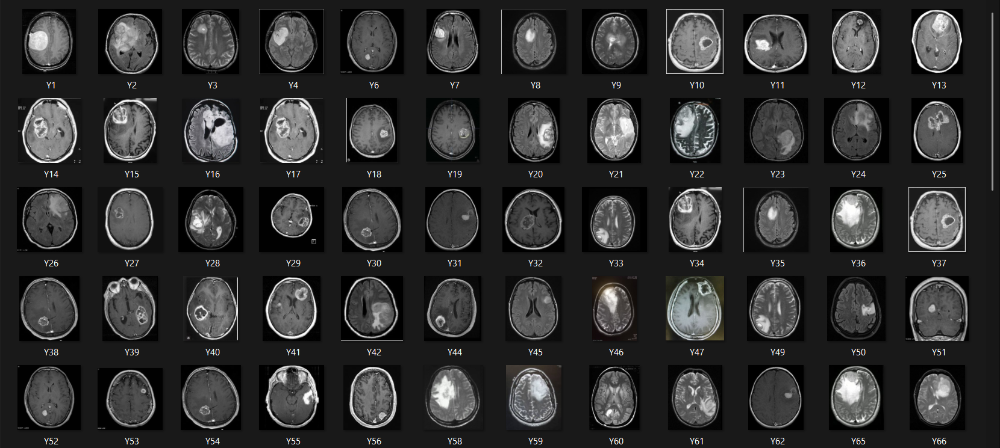 Y1 Y2 Y3 Y4 Y6 Y7 Y8 Y9 Y10 Y11 Y12 Y13
Y14 Y15 Y16 Y17 Y18 Y19 Y20 Y21 Y22 Y23 Y24 Y25
Y26 Y27 Y28 Y29 Y30 Y31 Y32 Y33 Y34 Y35 Y36 Y37
Y38 Y39 Y40 Y41 Y42 Y44 Y45 Y46 Y47 Y49 Y50 Y51
Y52 Y53 Y54 Y55 Y56 Y58 Y59 Y60 Y61 Y62 Y65 Y66